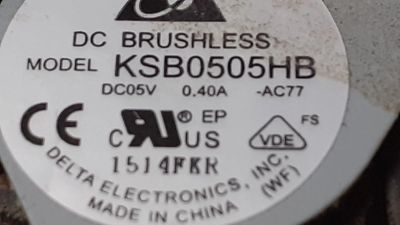 DC BRUSHLESS
MODEL KSB0505HB
DC05V 0.40A -AC77
CE c RU US ® EP VDE FS
1514FKR
DELTA ELECTRONICS, INC.
(WF)
MADE IN CHINA